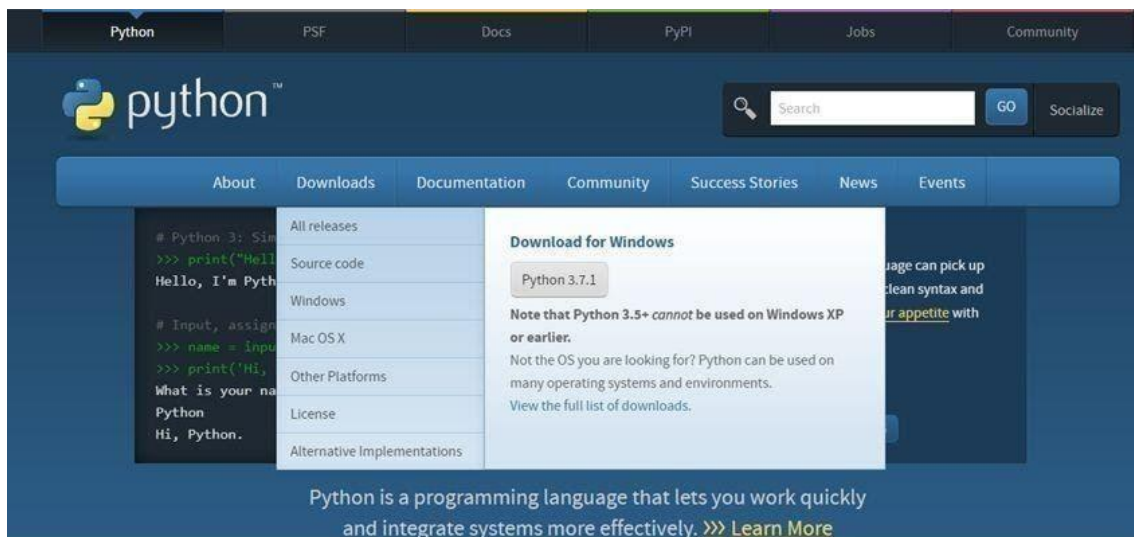 Python PSF Docs PyPI Jobs Community
python™
Search GO Socialize
About Downloads Documentation Community Success Stories News Events
# Python 3: Sim
>>> print("Hell
Hello, I'm Pyth
# Input, assign
>>> name = inpu
>>> print('Hi,
What is your na
Python
Hi, Python.
All releases
Source code
Windows
Mac OS X
Other Platforms
License
Alternative Implementations
Download for Windows
Python 3.7.1
Note that Python 3.5+ cannot be used on Windows XP
or earlier.
Not the OS you are looking for? Python can be used on
many operating systems and environments.
View the full list of downloads.
uage can pick up
clean syntax and
ur appetite with
Python is a programming language that lets you work quickly
and integrate systems more effectively. >>> Learn More